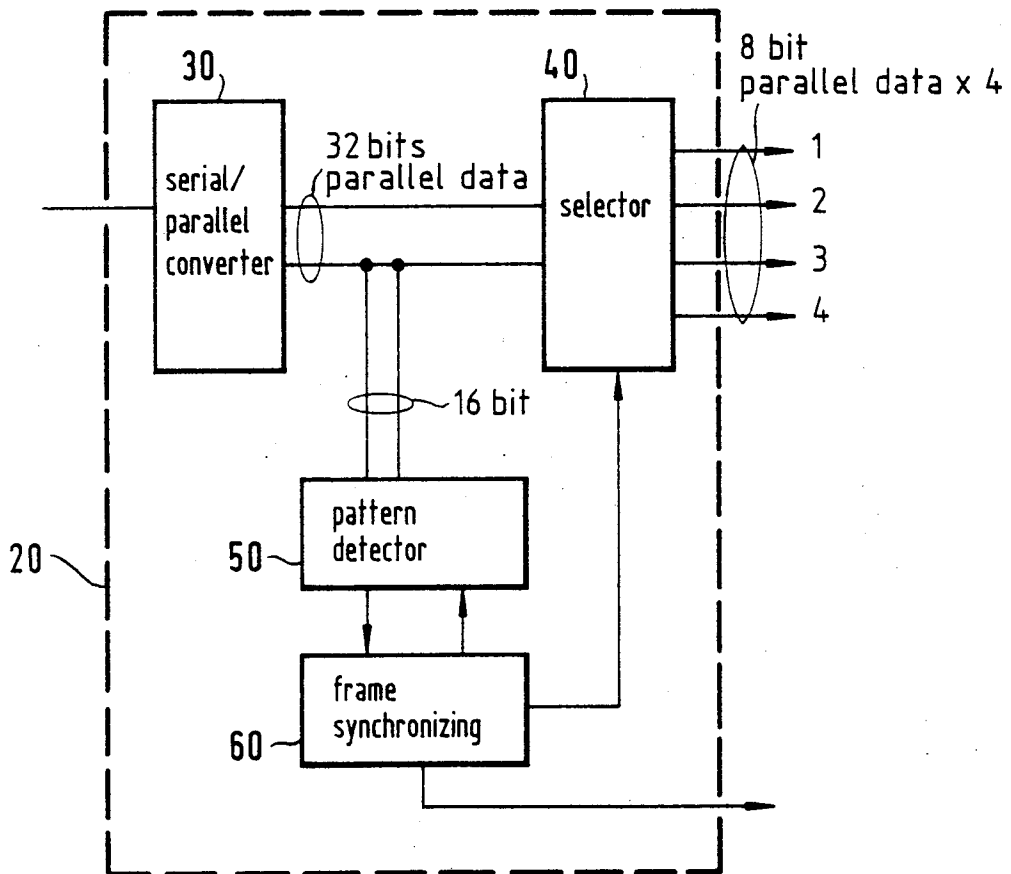 8 bit
parallel data x 4
30
40
32 bits
parallel data
serial/
parallel
converter
selector
1
2
3
4
16 bit
pattern
detector
50
20
frame
synchronizing
60